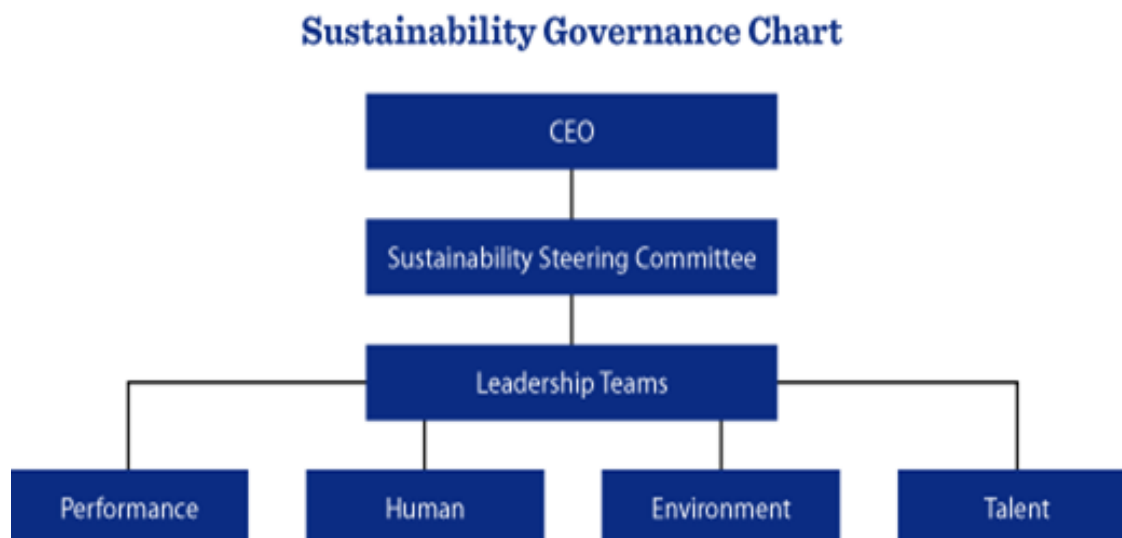 Sustainability Governance Chart
CEO
Sustainability Steering Committee
Leadership Teams
Performance
Human
Environment
Talent